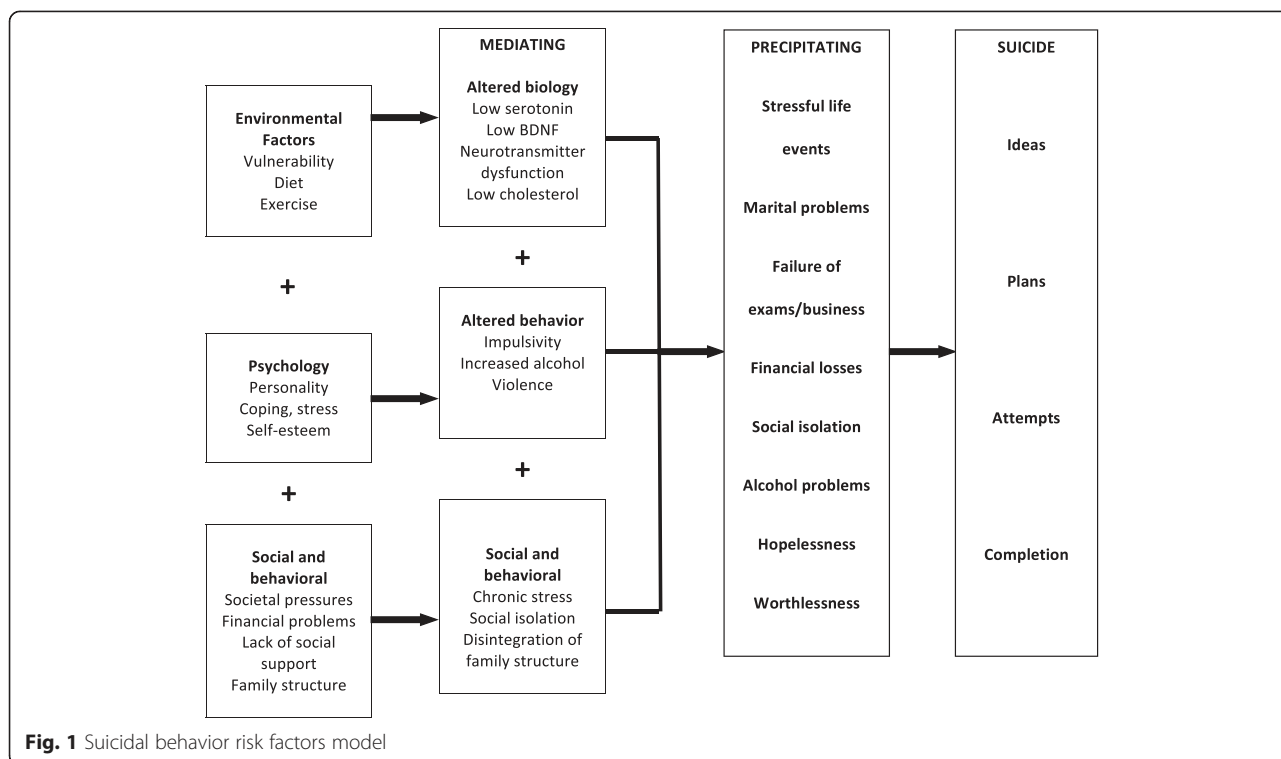 Environmental
Factors
Vulnerability
Diet
Exercise
+
Psychology
Personality
Coping, stress
Self-esteem
+
Social and
behavioral
Societal pressures
Financial problems
Lack of social
support
Family structure
MEDIATING
Altered biology
Low serotonin
Low BDNF
Neurotransmitter
dysfunction
Low cholesterol
+
Altered behavior
Impulsivity
Increased alcohol
Violence
+
Social and
behavioral
Chronic stress
Social isolation
Disintegration of
family structure
PRECIPITATING
Stressful life
events
Marital problems
Failure of
exams/business
Financial losses
Social isolation
Alcohol problems
Hopelessness
Worthlessness
SUICIDE
Ideas
Plans
Attempts
Completion
Fig. 1 Suicidal behavior risk factors model